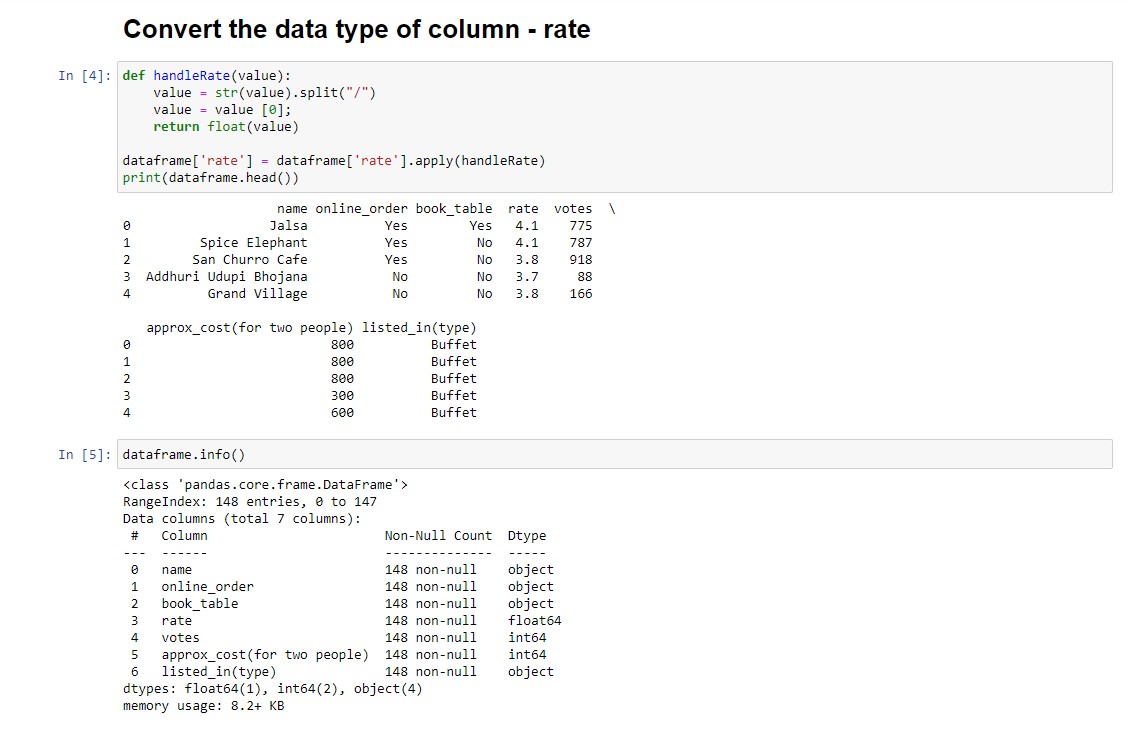 Convert the data type of column - rate
In [4]: def handleRate(value):
    value = str(value).split("/")
    value = value [0];
    return float(value)

dataframe['rate'] = dataframe['rate'].apply(handleRate)
print(dataframe.head())
                    name online_order book_table  rate  votes  \
0                  Jalsa          Yes        Yes   4.1    775
1         Spice Elephant          Yes         No   4.1    787
2        San Churro Cafe          Yes         No   3.8    918
3  Addhuri Udupi Bhojana           No         No   3.7     88
4          Grand Village           No         No   3.8    166

   approx_cost(for two people) listed_in(type)
0                          800          Buffet
1                          800          Buffet
2                          800          Buffet
3                          300          Buffet
4                          600          Buffet
In [5]: dataframe.info()
<class 'pandas.core.frame.DataFrame'>
RangeIndex: 148 entries, 0 to 147
Data columns (total 7 columns):
 #   Column                       Non-Null Count  Dtype
---  ------                       --------------  -----
 0   name                         148 non-null    object
 1   online_order                 148 non-null    object
 2   book_table                   148 non-null    object
 3   rate                         148 non-null    float64
 4   votes                        148 non-null    int64
 5   approx_cost(for two people)  148 non-null    int64
 6   listed_in(type)              148 non-null    object
dtypes: float64(1), int64(2), object(4)
memory usage: 8.2+ KB